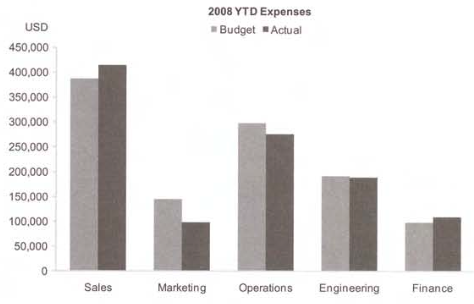 2008 YTD Expenses
USD
Budget Actual
450,000
400,000
350,000
300,000
250,000
200,000
150,000
100,000
50,000
0
Sales Marketing Operations Engineering Finance